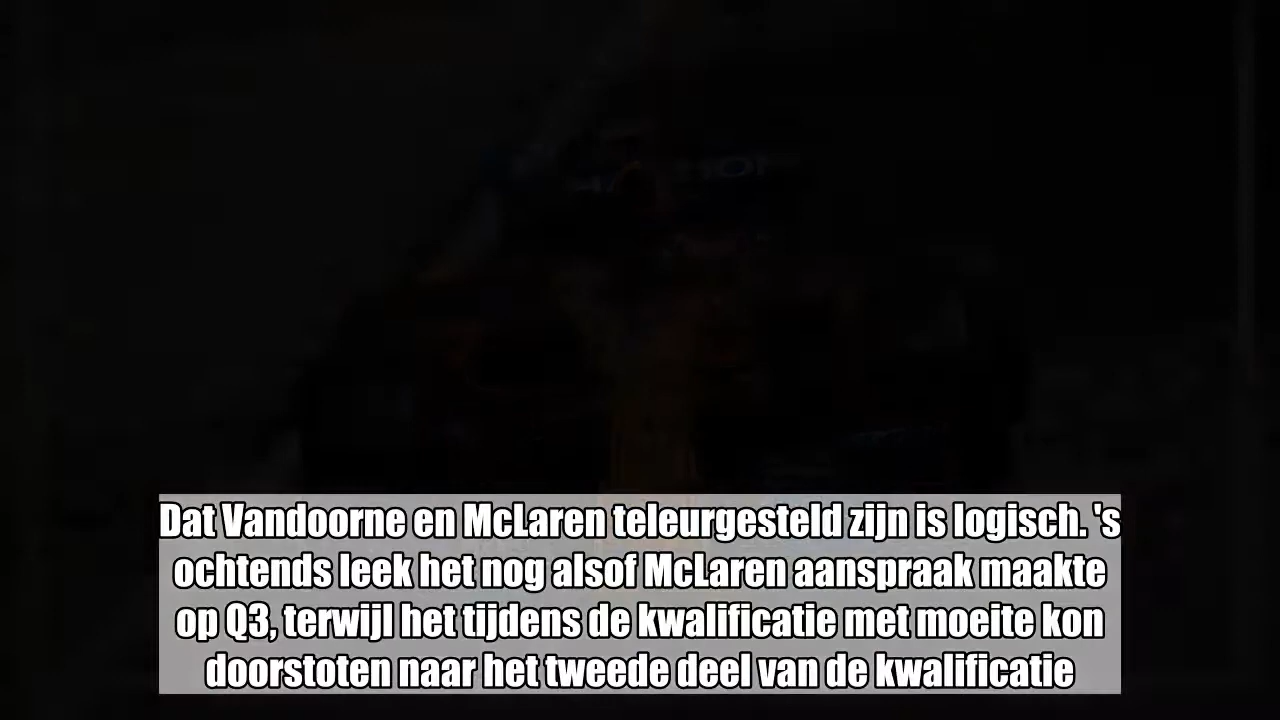 Dat Vandoorne en McLaren teleurgesteld zijn is logisch. 's
ochtends leek het nog alsof McLaren aanspraak maakte
op Q3, terwijl het tijdens de kwalificatie met moeite kon
doorstoten naar het tweede deel van de kwalificatie